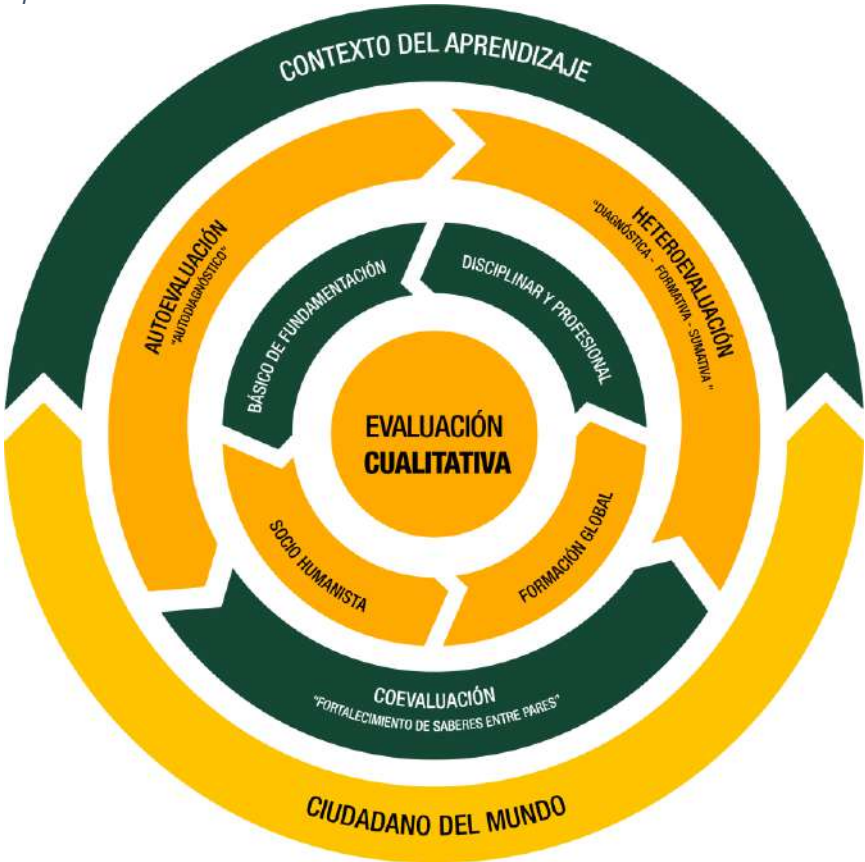 CONTEXTO DEL APRENDIZAJE
AUTOEVALUACIÓN
"AUTODIAGNÓSTICO"
HETEROEVALUACIÓN
"DIAGNÓSTICA - FORMATIVA - SUMATIVA"
BÁSICO DE FUNDAMENTACIÓN
DISCIPLINAR Y PROFESIONAL
EVALUACIÓN
CUALITATIVA
SOCIO HUMANISTA
FORMACIÓN GLOBAL
COEVALUACIÓN
"FORTALECIMIENTO DE SABERES ENTRE PARES"
CIUDADANO DEL MUNDO